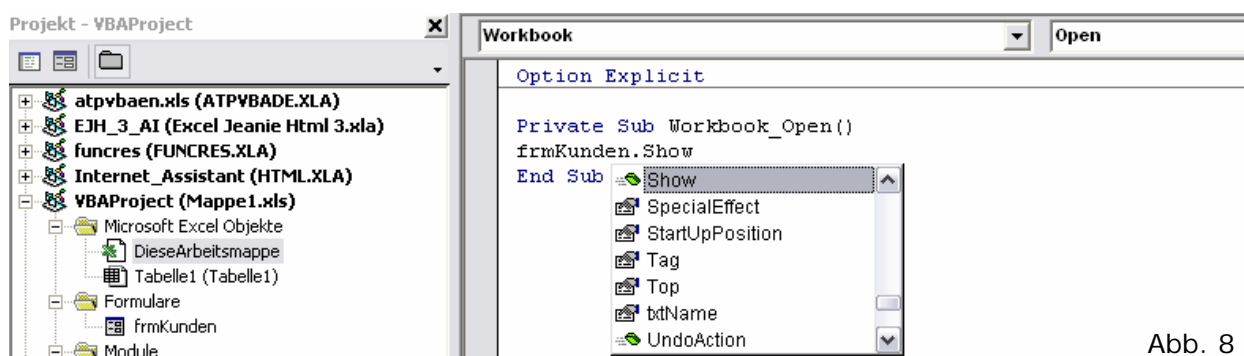 Projekt - VBAProject
atpvbaen.xls (ATPVBADE.XLA)
EJH_3_AI (Excel Jeanie Html 3.xla)
funcres (FUNCRES.XLA)
Internet_Assistant (HTML.XLA)
VBAProject (Mappe1.xls)
Microsoft Excel Objekte
DieseArbeitsmappe
Tabelle1 (Tabelle1)
Formulare
frmKunden
Module
Workbook
Open
Option Explicit
Private Sub Workbook_Open()
frmKunden.Show
End Sub
Show
SpecialEffect
StartUpPosition
Tag
Top
txtName
UndoAction
Abb. 8